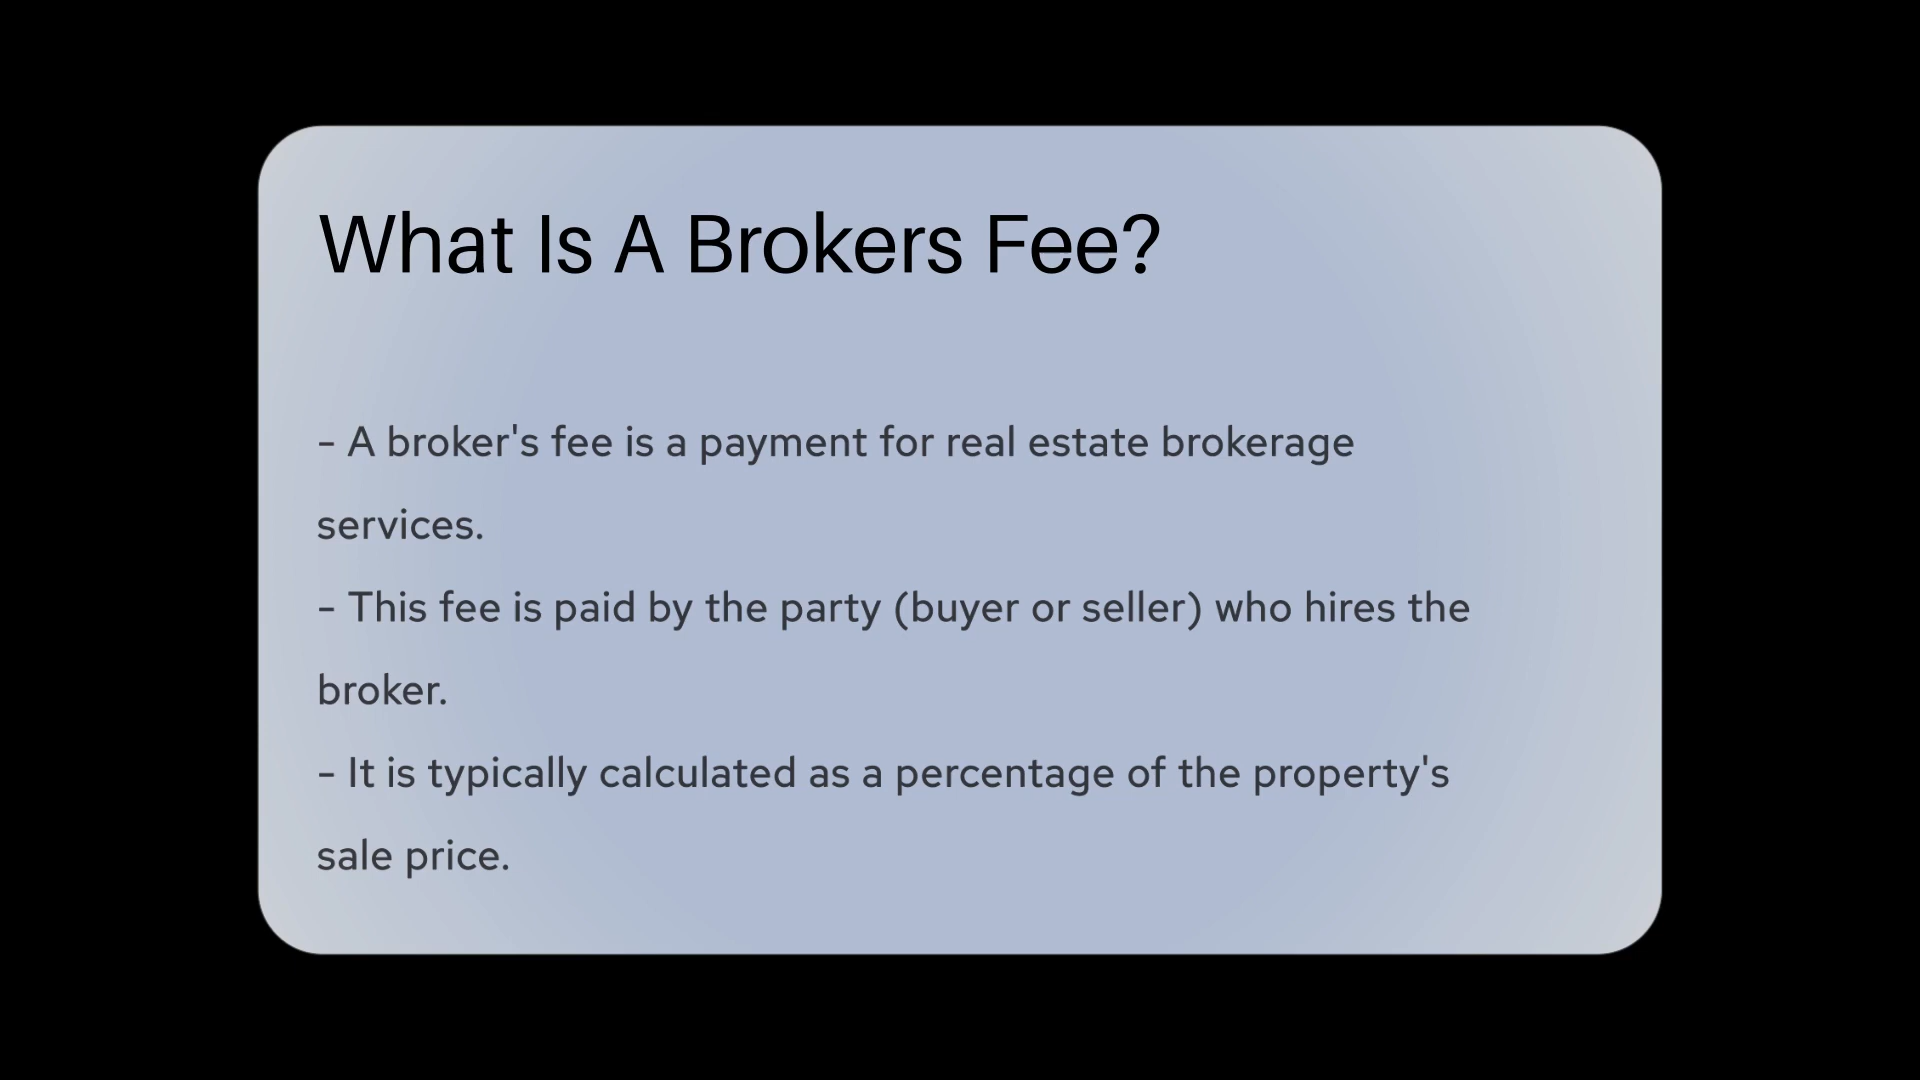 What Is A Brokers Fee?
- A broker's fee is a payment for real estate brokerage
services.
- This fee is paid by the party (buyer or seller) who hires the
broker.
- It is typically calculated as a percentage of the property's
sale price.